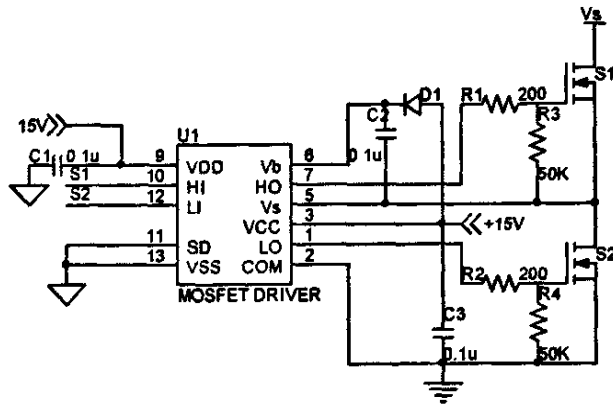 Vs
S1
D1
R1 200
C2
R3
15V
U1
C1 0.1u
9 VDD Vb 6
0.1u
S1 10 HI HO 7
50K
S2 12 LI Vs 5
VCC 3
+15V
11 SD LO 1
S2
13 VSS COM 2
R2 200
R4
MOSFET DRIVER
C3
0.1u
50K